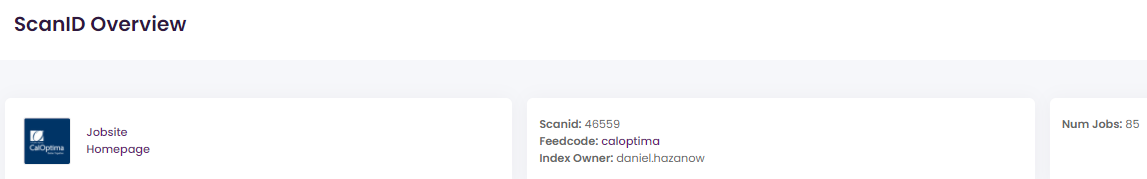 ScanID Overview
CalOptima
Jobsite
Homepage
Scanid: 46559
Feedcode: caloptima
Index Owner: daniel.hazanow
Num Jobs: 85